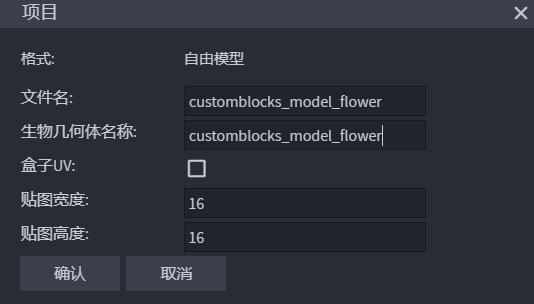 项目
格式: 自由模型
文件名: customblocks_model_flower
生物几何体名称: customblocks_model_flower
盒子UV:
贴图宽度: 16
贴图高度: 16
确认 取消